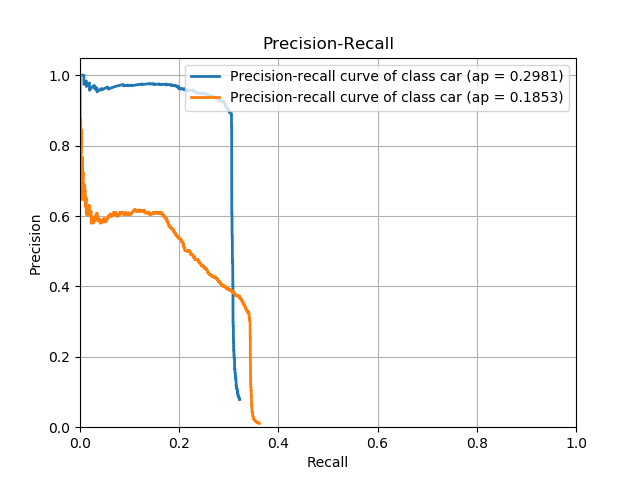 Precision-Recall
Precision-recall curve of class car (ap = 0.2981)
Precision-recall curve of class car (ap = 0.1853)
1.0
0.8
0.6
0.4
0.2
0.0
Precision
0.0 0.2 0.4 0.6 0.8 1.0
Recall